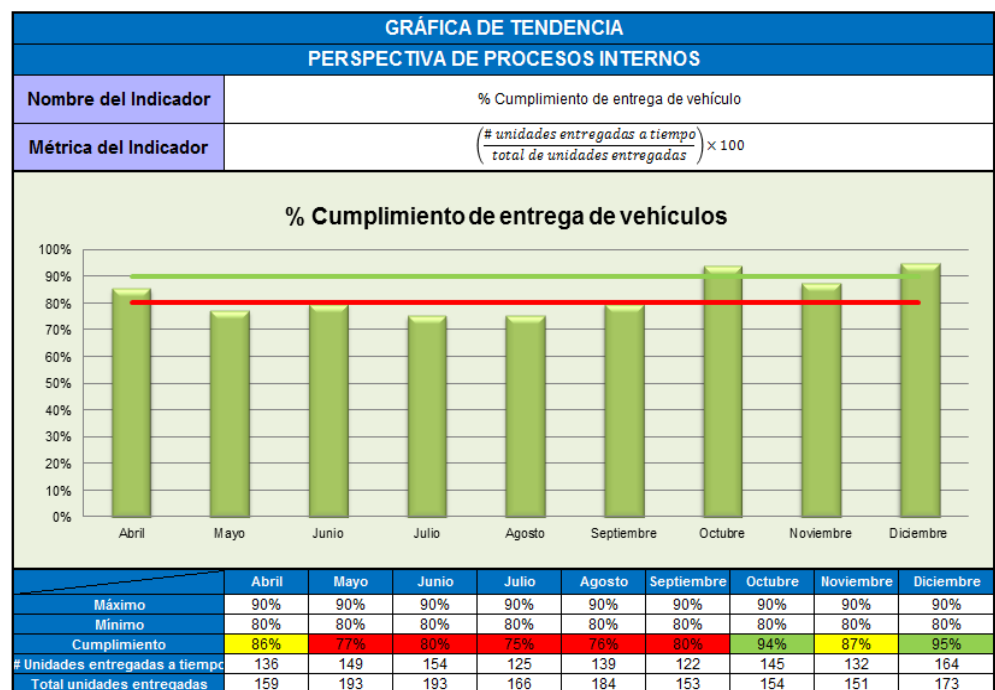 GRÁFICA DE TENDENCIA
PERSPECTIVA DE PROCESOS INTERNOS
Nombre del Indicador % Cumplimiento de entrega de vehículo
Métrica del Indicador (# unidades entregadas a tiempo / total de unidades entregadas) × 100
% Cumplimiento de entrega de vehículos
100%
90%
80%
70%
60%
50%
40%
30%
20%
10%
0%
Abril Mayo Junio Julio Agosto Septiembre Octubre Noviembre Diciembre
Abril Mayo Junio Julio Agosto Septiembre Octubre Noviembre Diciembre
Máximo 90% 90% 90% 90% 90% 90% 90% 90% 90%
Mínimo 80% 80% 80% 80% 80% 80% 80% 80% 80%
Cumplimiento 86% 77% 80% 75% 76% 80% 94% 87% 95%
# Unidades entregadas a tiempo 136 149 154 125 139 122 145 132 164
Total unidades entregadas 159 193 193 166 184 153 154 151 173